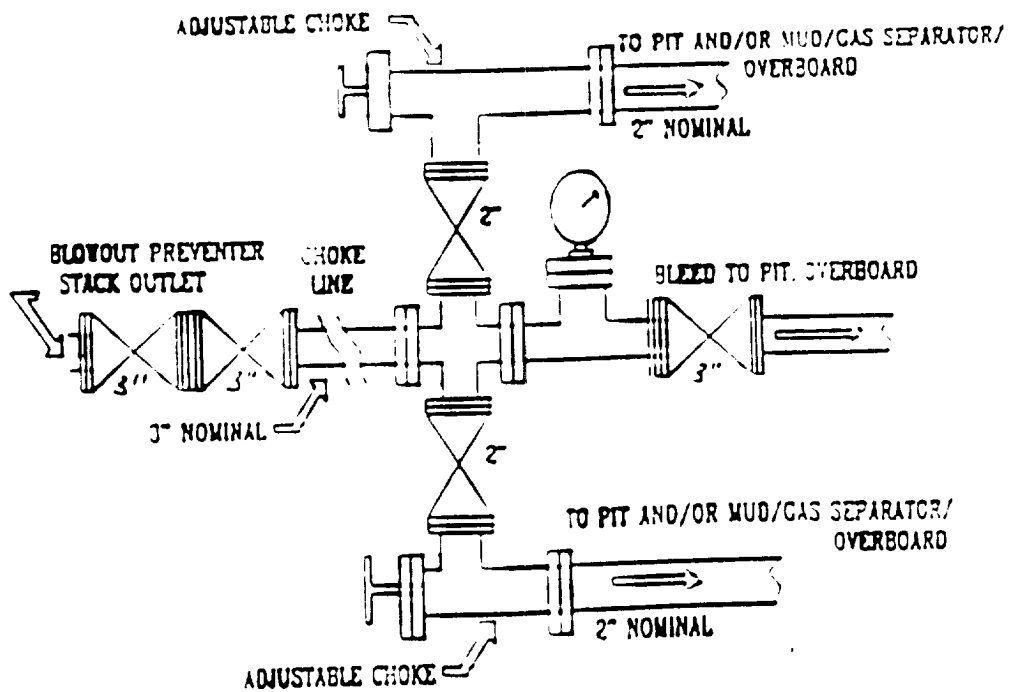 ADJUSTABLE CHOKE
TO PIT AND/OR MUD/GAS SEPARATOR/
OVERBOARD
2" NOMINAL
2"
BLOWOUT PREVENTER
STACK OUTLET
CHOKE
LINE
BLEED TO PIT. OVERBOARD
3"
3"
3"
3" NOMINAL
2"
TO PIT AND/OR MUD/GAS SEPARATOR/
OVERBOARD
2" NOMINAL
ADJUSTABLE CHOKE